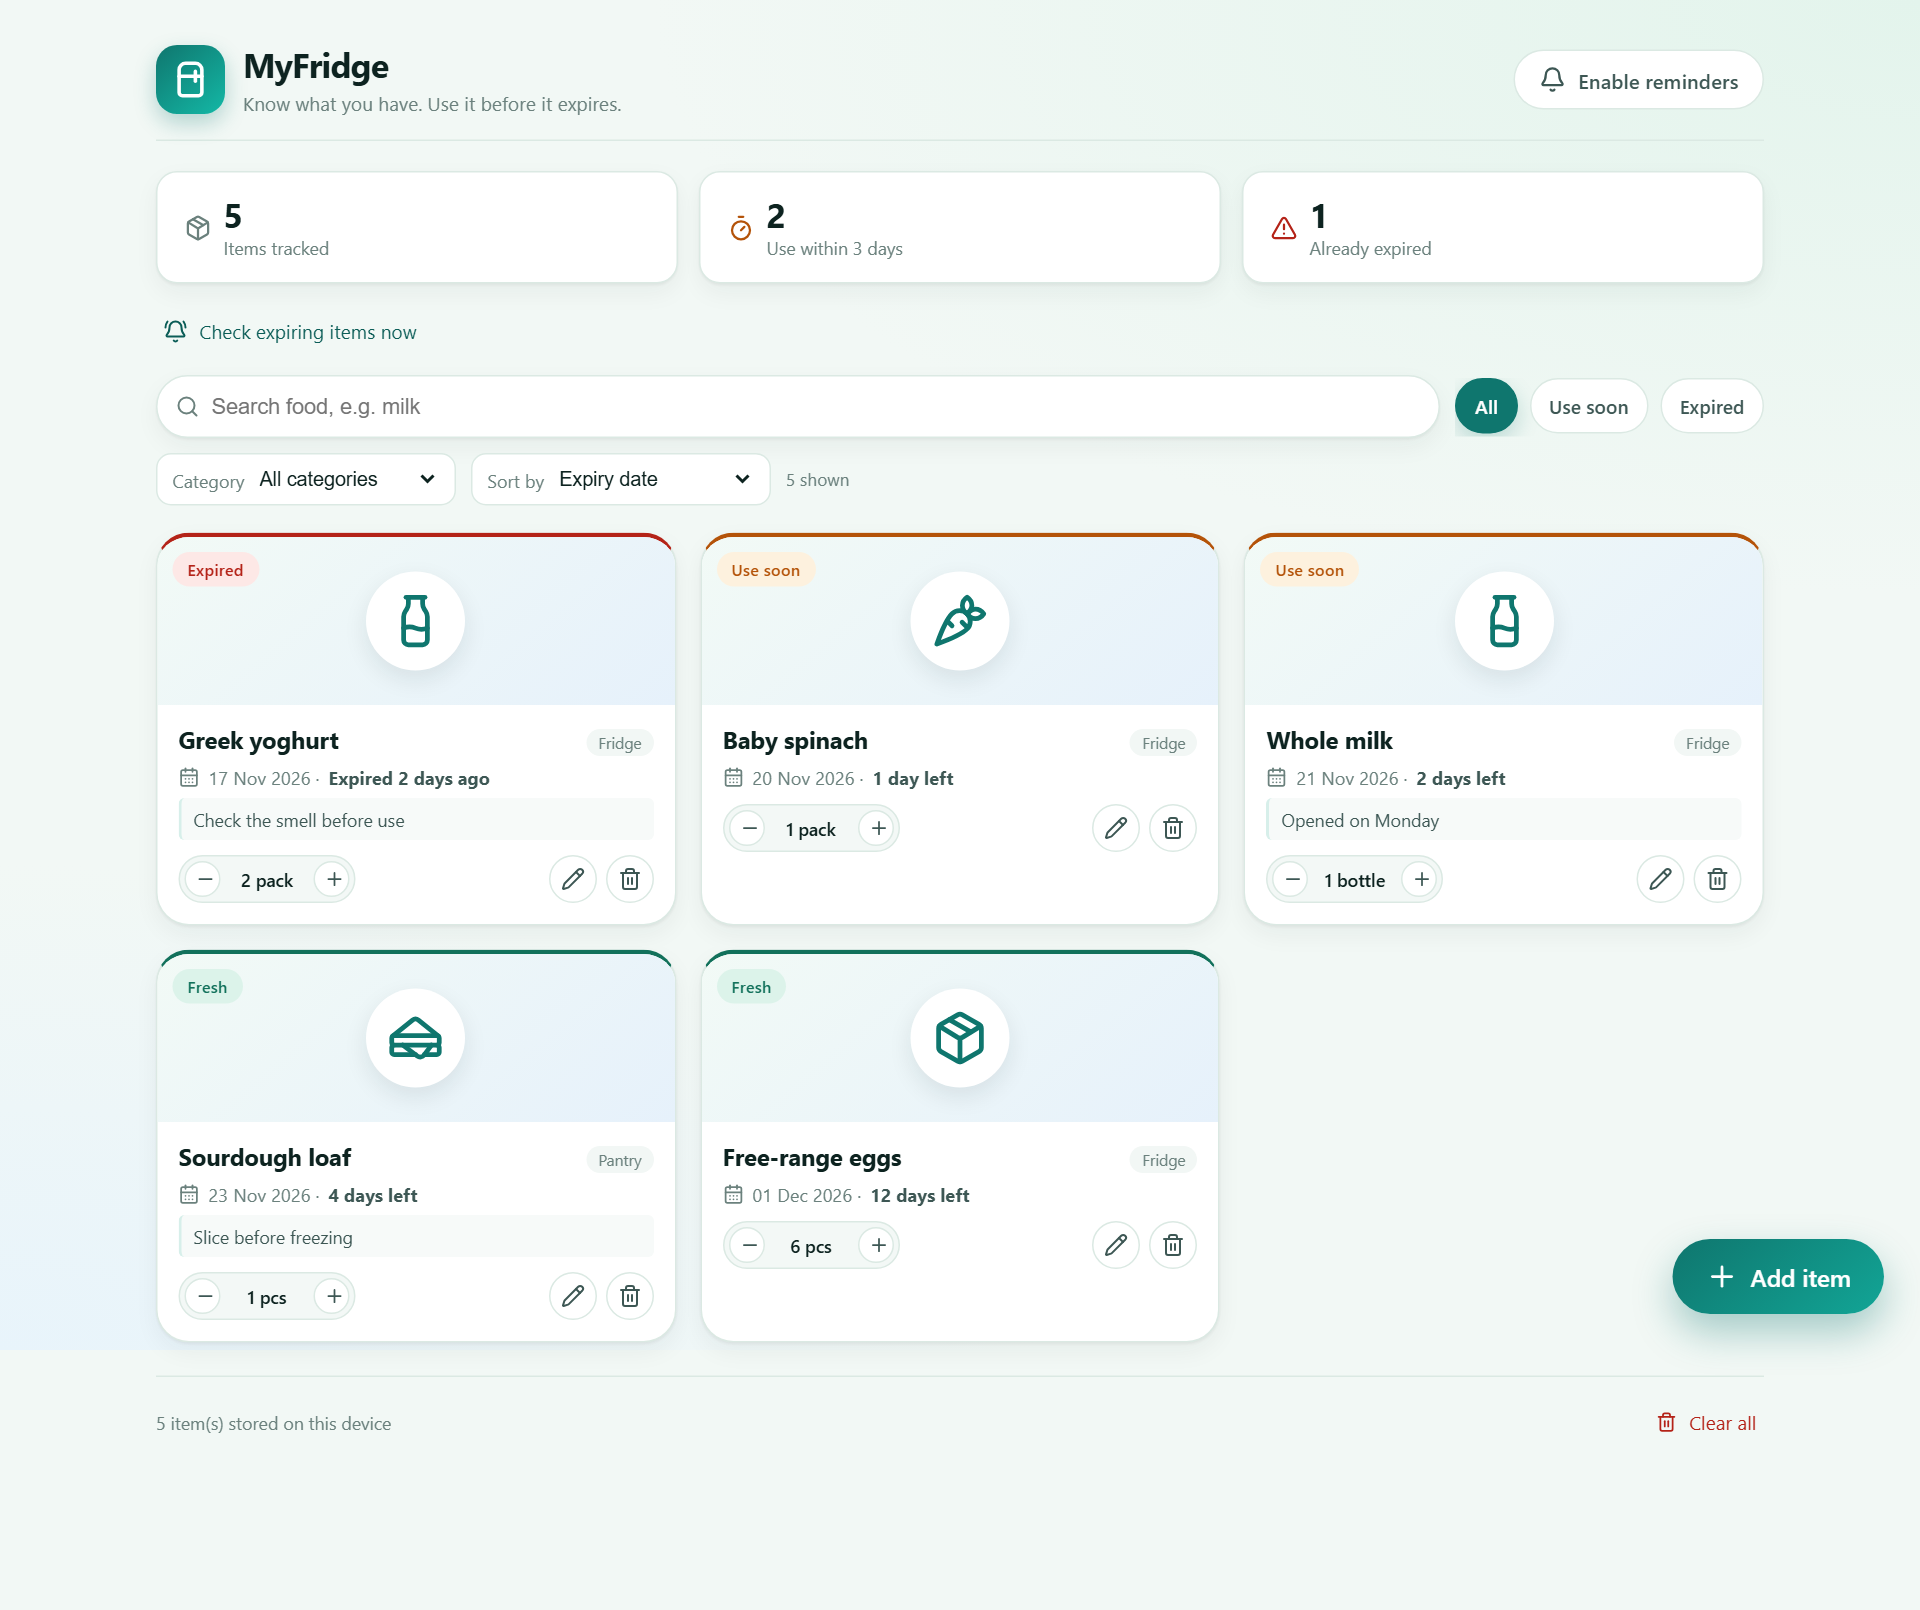 MyFridge
Know what you have. Use it before it expires.
Enable reminders
5
Items tracked
2
Use within 3 days
1
Already expired
Check expiring items now
Search food, e.g. milk
All
Use soon
Expired
Category All categories
Sort by Expiry date
5 shown
Expired
Greek yoghurt
Fridge
17 Nov 2026 · Expired 2 days ago
Check the smell before use
2 pack
Use soon
Baby spinach
Fridge
20 Nov 2026 · 1 day left
1 pack
Use soon
Whole milk
Fridge
21 Nov 2026 · 2 days left
Opened on Monday
1 bottle
Fresh
Sourdough loaf
Pantry
23 Nov 2026 · 4 days left
Slice before freezing
1 pcs
Fresh
Free-range eggs
Fridge
01 Dec 2026 · 12 days left
6 pcs
Add item
5 item(s) stored on this device
Clear all